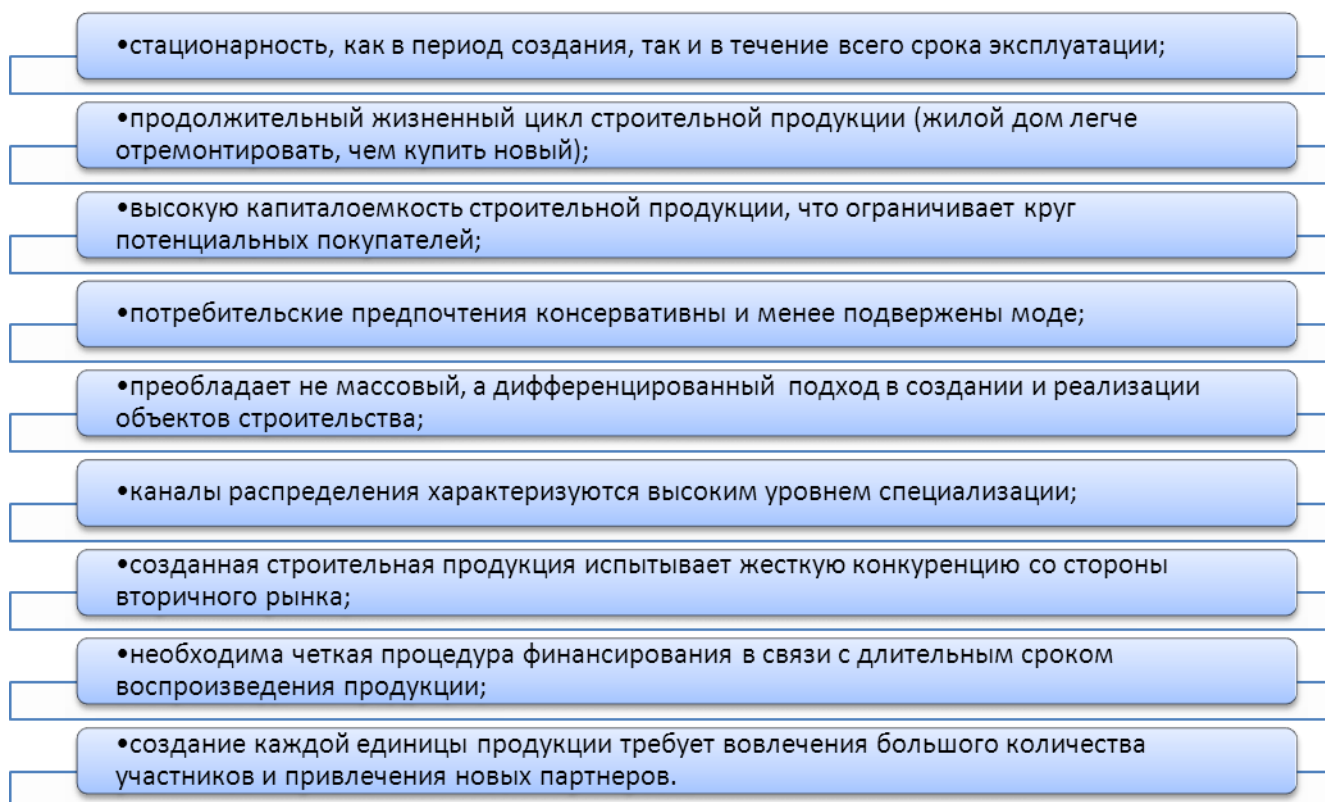 •стационарность, как в период создания, так и в течение всего срока эксплуатации;
•продолжительный жизненный цикл строительной продукции (жилой дом легче
отремонтировать, чем купить новый);
•высокую капиталоемкость строительной продукции, что ограничивает круг
потенциальных покупателей;
•потребительские предпочтения консервативны и менее подвержены моде;
•преобладает не массовый, а дифференцированный  подход в создании и реализации
объектов строительства;
•каналы распределения характеризуются высоким уровнем специализации;
•созданная строительная продукция испытывает жесткую конкуренцию со стороны
вторичного рынка;
•необходима четкая процедура финансирования в связи с длительным сроком
воспроизведения продукции;
•создание каждой единицы продукции требует вовлечения большого количества
участников и привлечения новых партнеров.